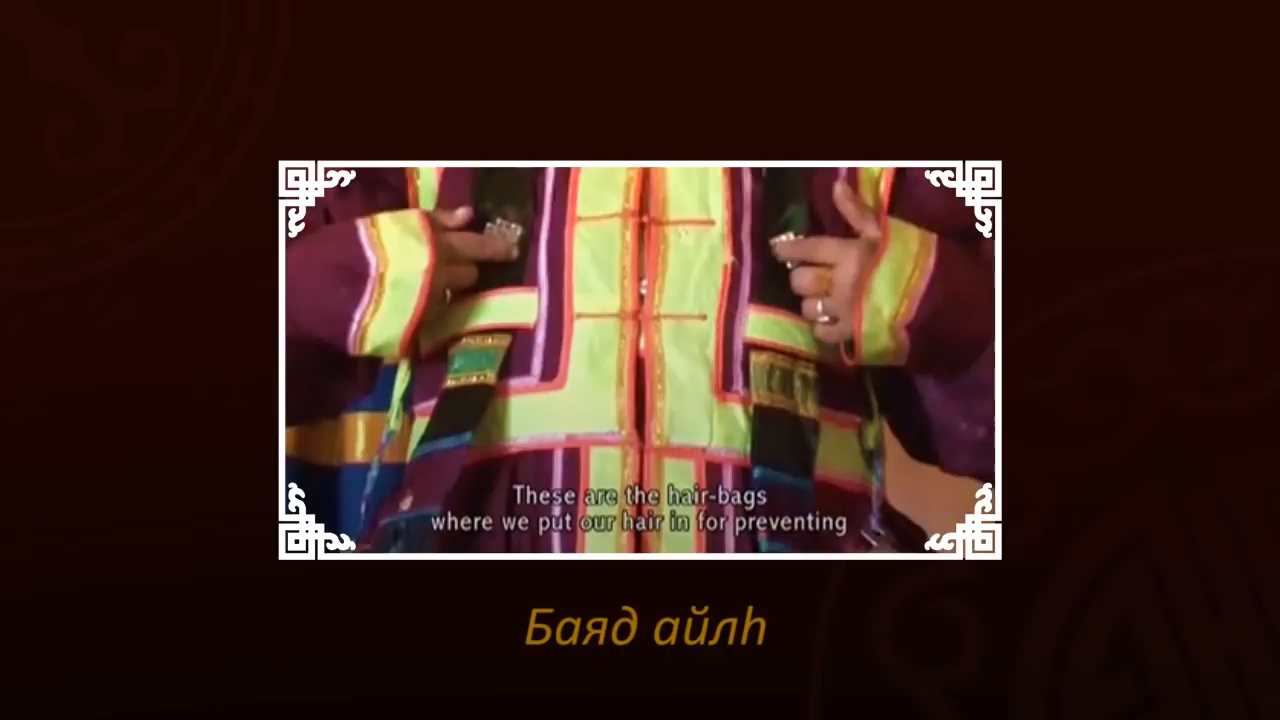 These are the hair-bags
where we put our hair in for preventing
Баяд айлһ